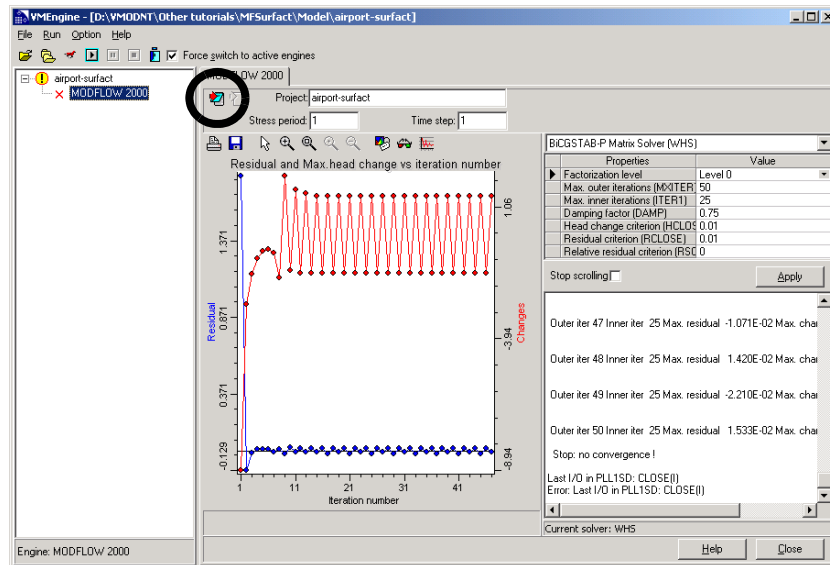 VMEngine - [D:\VMODNT\Other tutorials\MFSurfact\Model\airport-surfact]
File Run Option Help
Force switch to active engines
airport-surfact
MODFLOW 2000
MODFLOW 2000
Project: airport-surfact
Stress period: 1 Time step: 1
Residual and Max.head change vs iteration number
1.371
0.871
0.371
-0.129
Residual
1.06
-3.94
-8.94
Changes
1 11 21 31 41
Iteration number
BiCGSTAB-P Matrix Solver (WHS)
Properties Value
Factorization level Level 0
Max. outer iterations (MXITER 50
Max. inner iterations (ITER1) 25
Damping factor (DAMP) 0.75
Head change criterion (HCLOS 0.01
Residual criterion (RCLOSE) 0.01
Relative residual criterion (RSC 0
Stop scrolling Apply
Outer iter 47 Inner iter 25 Max. residual -1.071E-02 Max. char
Outer iter 48 Inner iter 25 Max. residual 1.420E-02 Max. char
Outer iter 49 Inner iter 25 Max. residual -2.210E-02 Max. char
Outer iter 50 Inner iter 25 Max. residual 1.533E-02 Max. char
Stop: no convergence !
Last I/O in PLL1SD: CLOSE(I)
Error: Last I/O in PLL1SD: CLOSE(I)
Current solver: WHS
Engine: MODFLOW 2000
Help Close